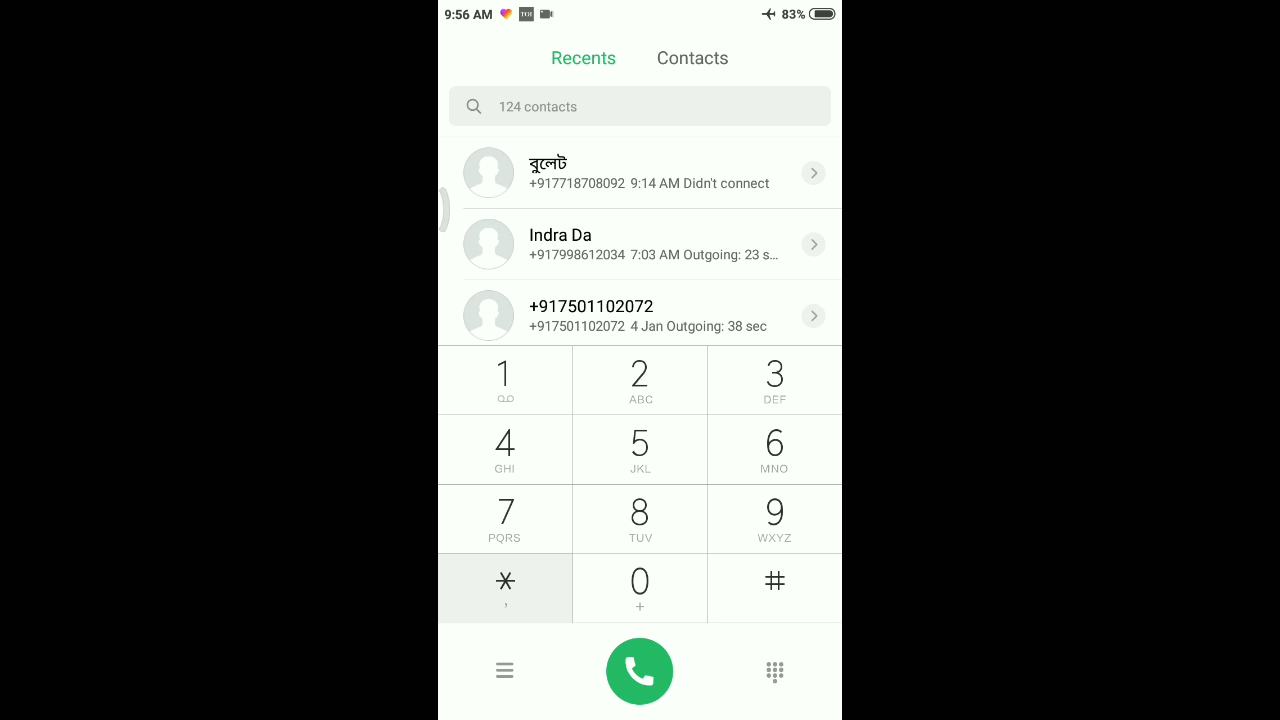 9:56 AM TOI 83%
Recents Contacts
124 contacts
বুলেট
+917718708092 9:14 AM Didn't connect
Indra Da
+917998612034 7:03 AM Outgoing: 23 s...
+917501102072
+917501102072 4 Jan Outgoing: 38 sec
1 2 3
ABC DEF
4 5 6
GHI JKL MNO
7 8 9
PQRS TUV WXYZ
* 0 #
, +